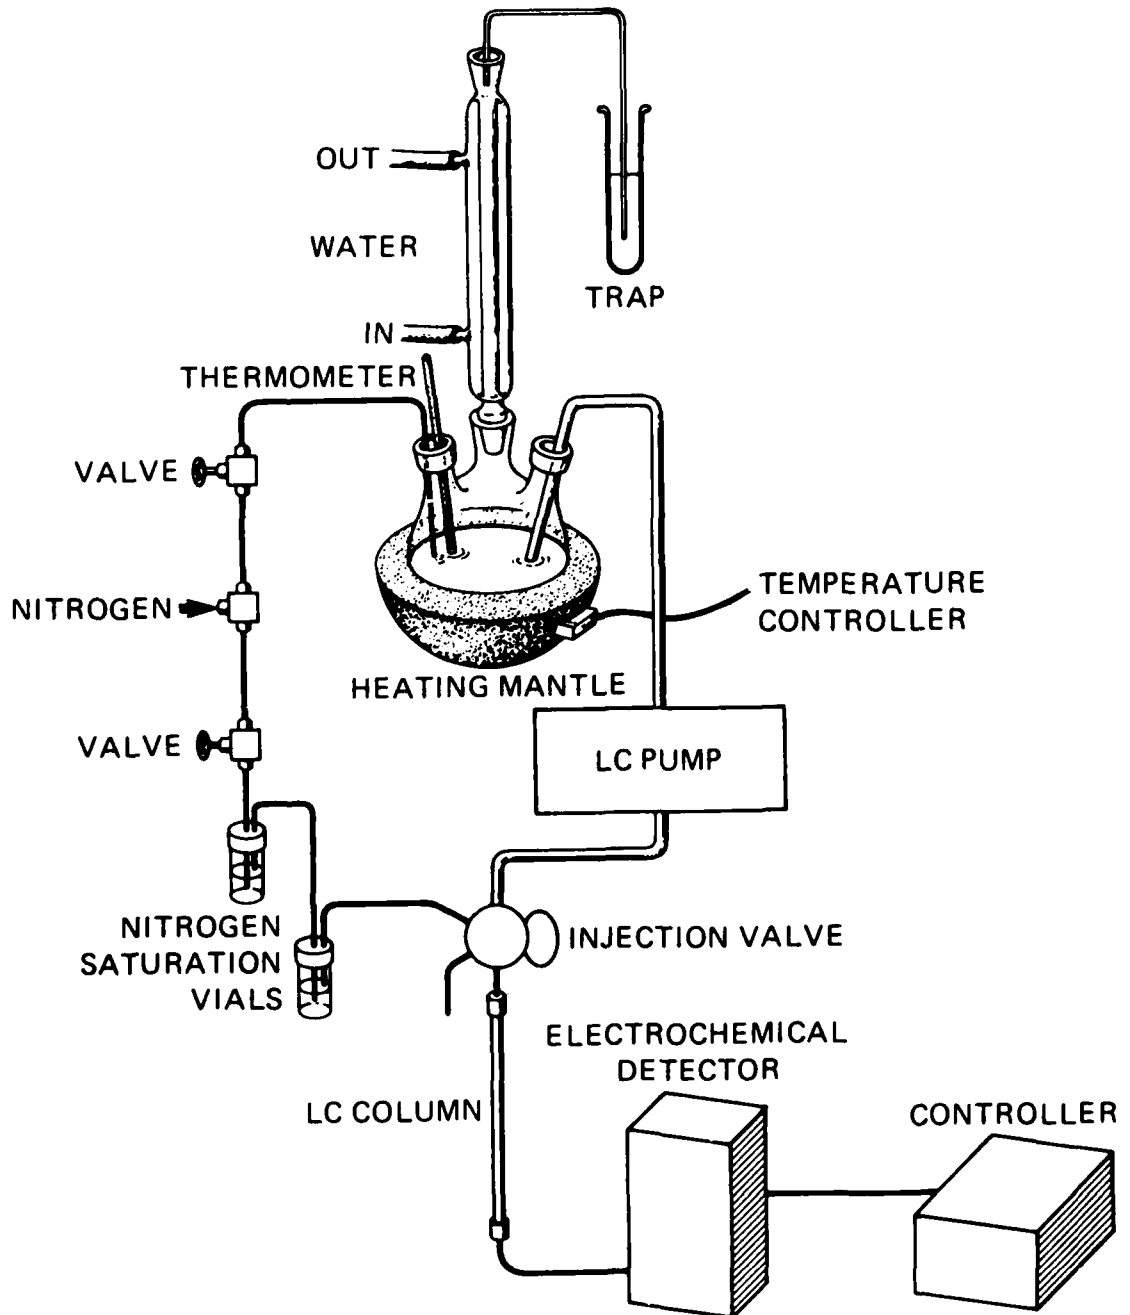 OUT
WATER
TRAP
IN
THERMOMETER
VALVE
NITROGEN
TEMPERATURE
CONTROLLER
HEATING MANTLE
VALVE
LC PUMP
NITROGEN
SATURATION
VIALS
INJECTION VALVE
ELECTROCHEMICAL
DETECTOR
LC COLUMN
CONTROLLER